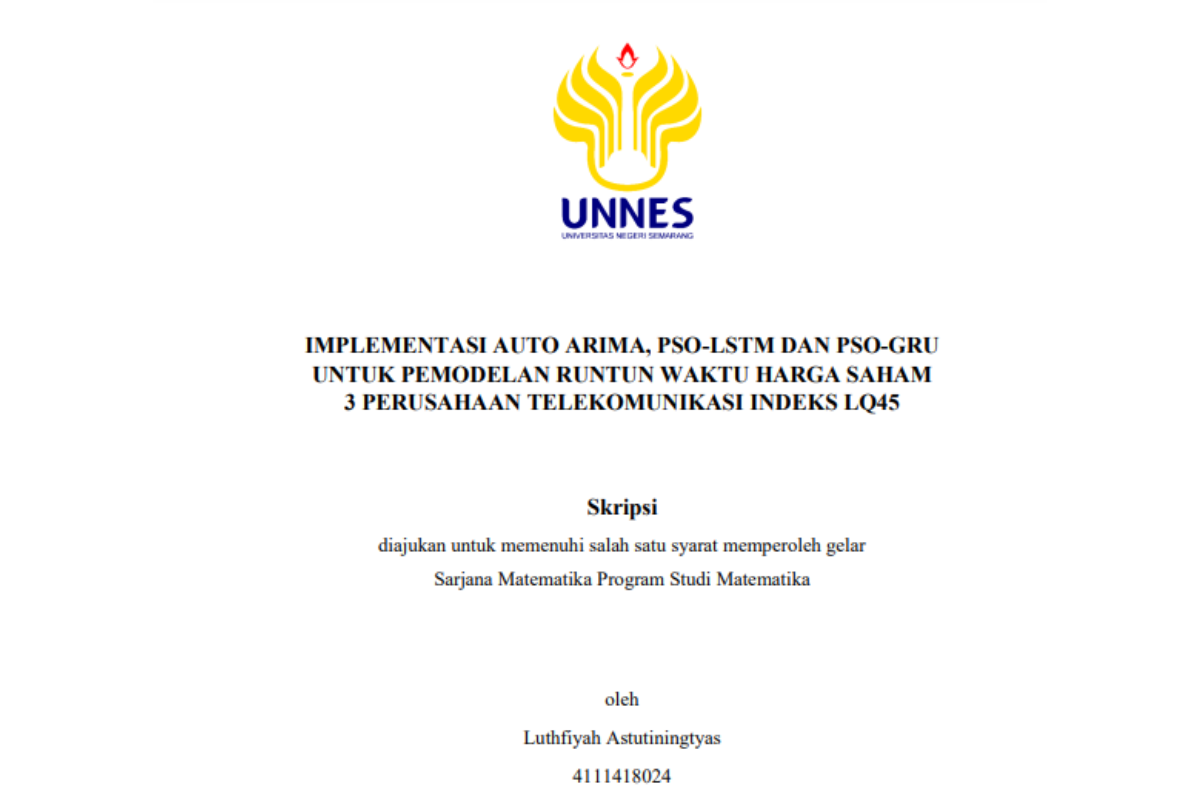 UNNES
UNIVERSITAS NEGERI SEMARANG
IMPLEMENTASI AUTO ARIMA, PSO-LSTM DAN PSO-GRU
UNTUK PEMODELAN RUNTUN WAKTU HARGA SAHAM
3 PERUSAHAAN TELEKOMUNIKASI INDEKS LQ45
Skripsi
diajukan untuk memenuhi salah satu syarat memperoleh gelar
Sarjana Matematika Program Studi Matematika
oleh
Luthfiyah Astutiningtyas
4111418024